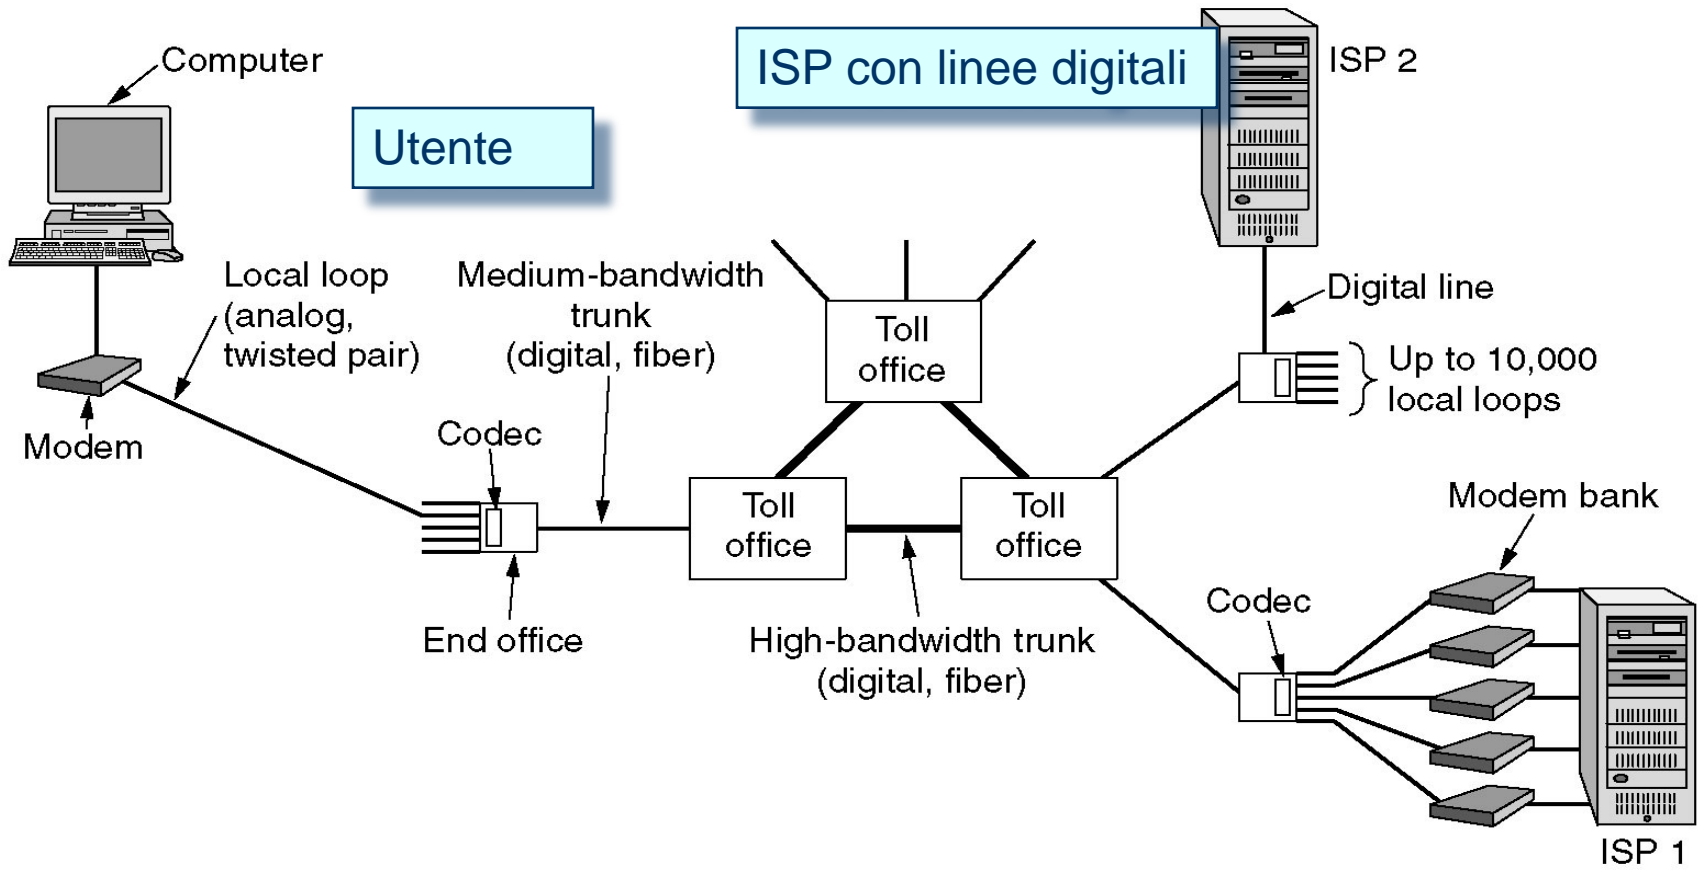 Computer
Utente
ISP con linee digitali
ISP 2
Local loop
(analog,
twisted pair)
Medium-bandwidth
trunk
(digital, fiber)
Toll
office
Digital line
Up to 10,000
local loops
Modem
Codec
Toll
office
Toll
office
Modem bank
End office
High-bandwidth trunk
(digital, fiber)
Codec
ISP 1